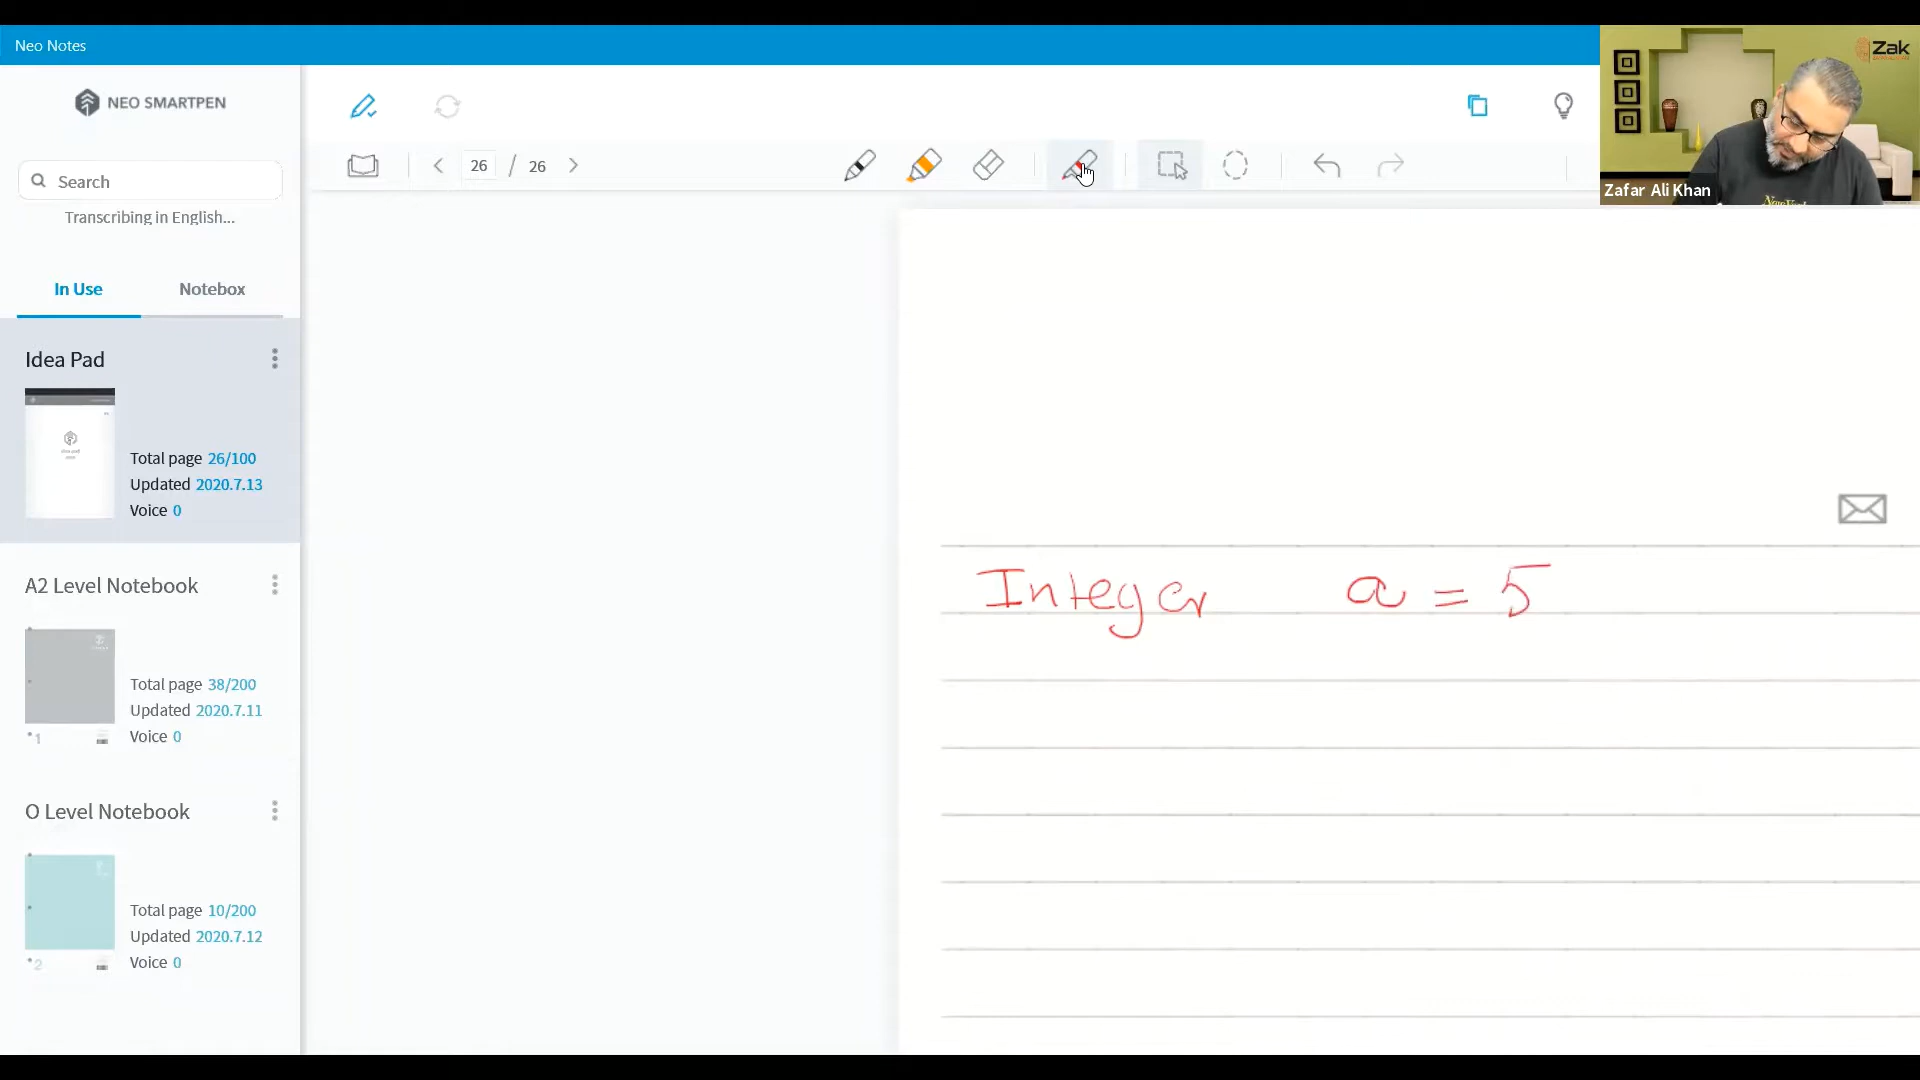 Neo Notes
NEO SMARTPEN
Search
Transcribing in English...
In Use
Notebox
Idea Pad
Total page 26/100
Updated 2020.7.13
Voice 0
A2 Level Notebook
Total page 38/200
Updated 2020.7.11
Voice 0
1
O Level Notebook
Total page 10/200
Updated 2020.7.12
Voice 0
2
26 / 26
Zak
Zafar Ali Khan
Integer a = 5